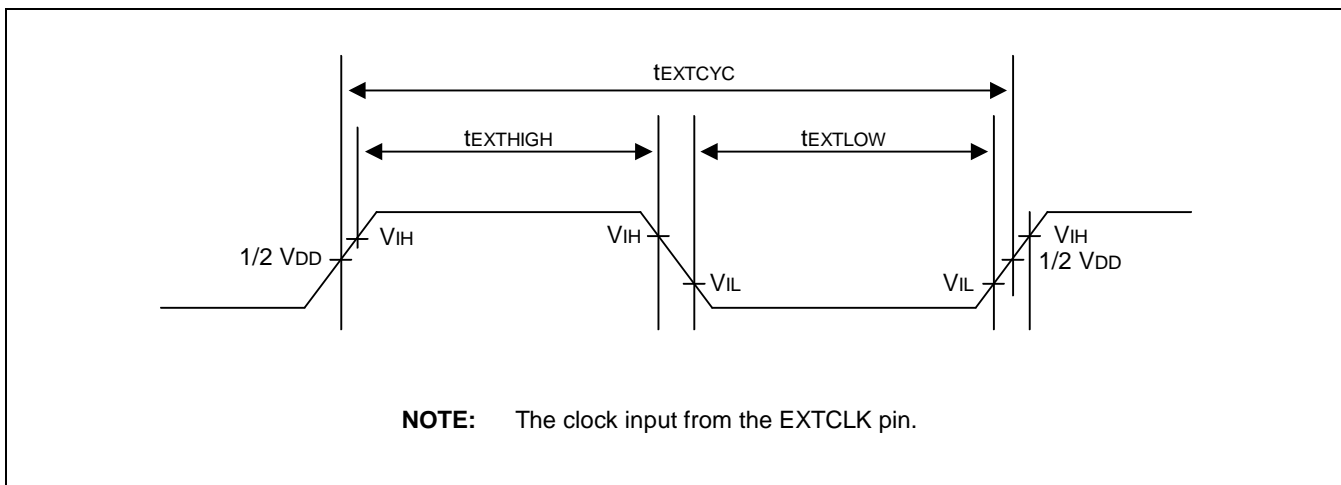 tEXTCYC
tEXTHIGH
tEXTLOW
VIH
VIH
VIH
1/2 VDD
1/2 VDD
VIL
VIL
NOTE: The clock input from the EXTCLK pin.